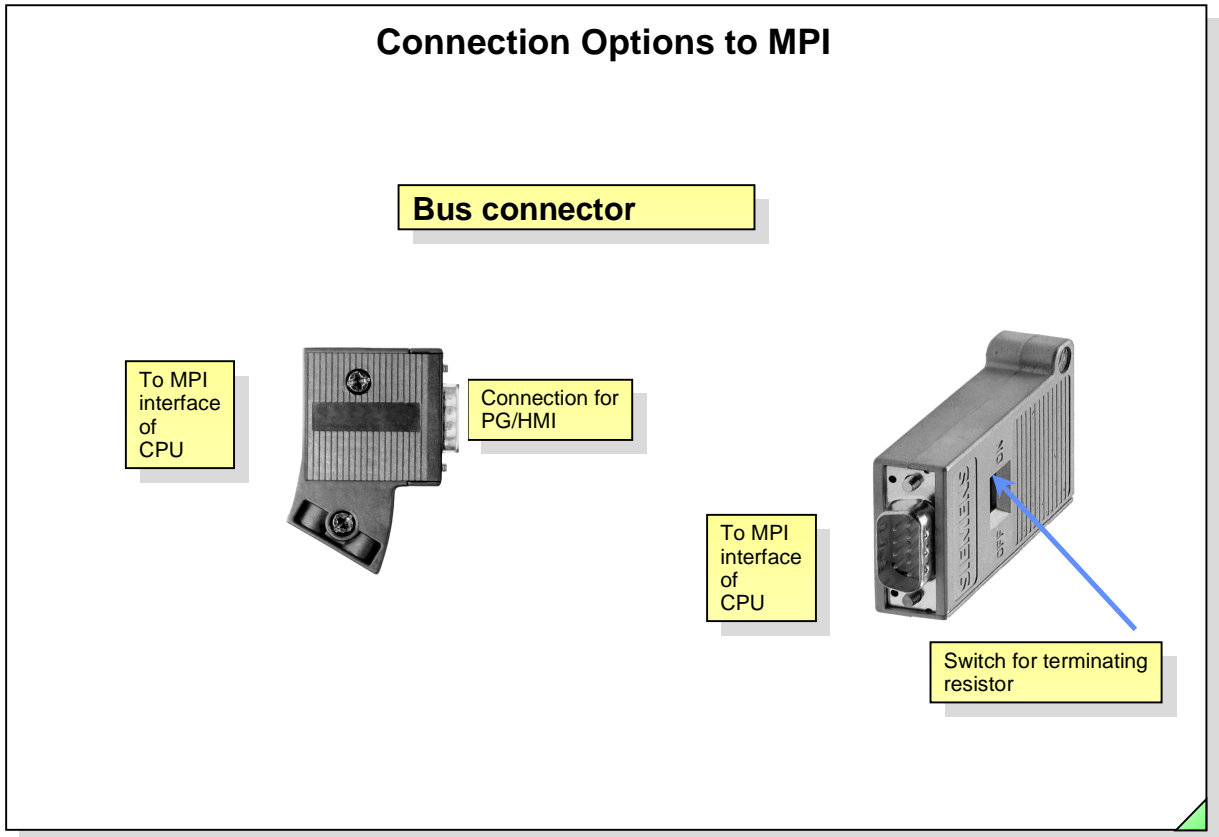 Connection Options to MPI
Bus connector
To MPI
interface
of
CPU
Connection for
PG/HMI
To MPI
interface
of
CPU
SIEMENS
ON
OFF
Switch for terminating
resistor